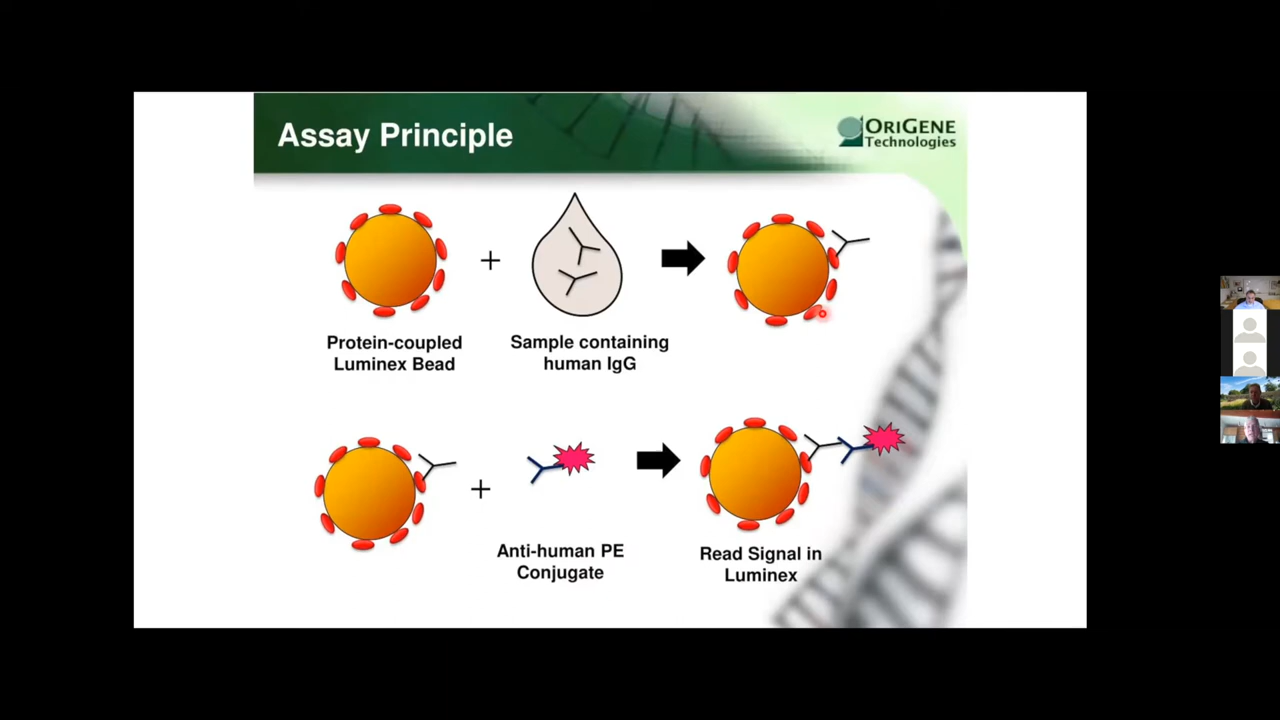 Assay Principle
ORIGENE
Technologies
+
Protein-coupled
Luminex Bead
Sample containing
human IgG
+
Anti-human PE
Conjugate
Read Signal in
Luminex